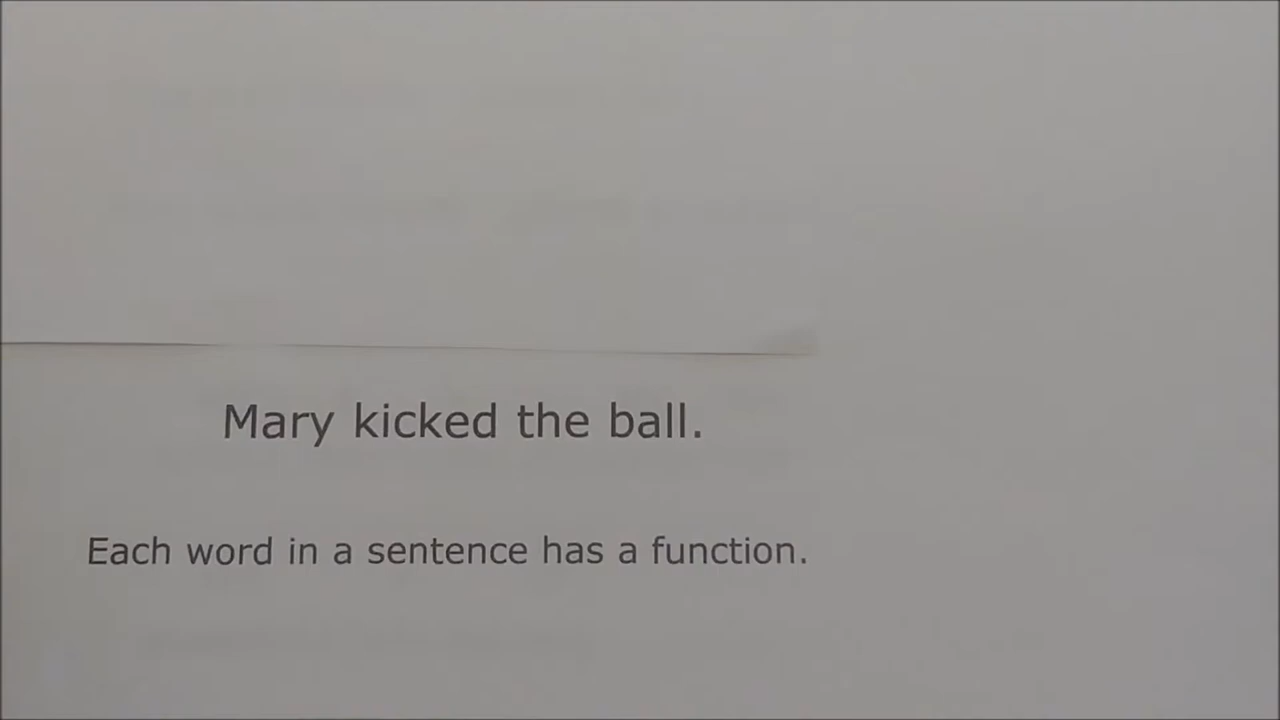 Mary kicked the ball.
Each word in a sentence has a function.